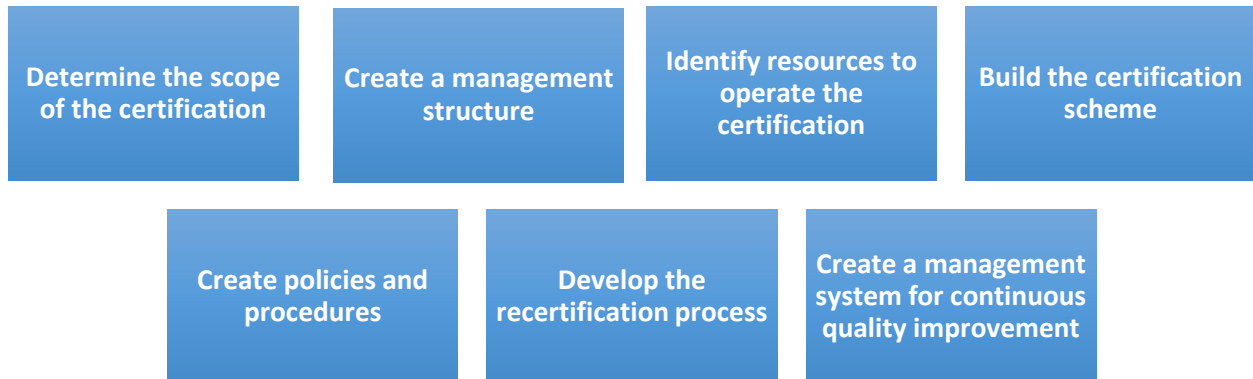 Determine the scope
of the certification
Create a management
structure
Identify resources to
operate the
certification
Build the certification
scheme
Create policies and
procedures
Develop the
recertification process
Create a management
system for continuous
quality improvement